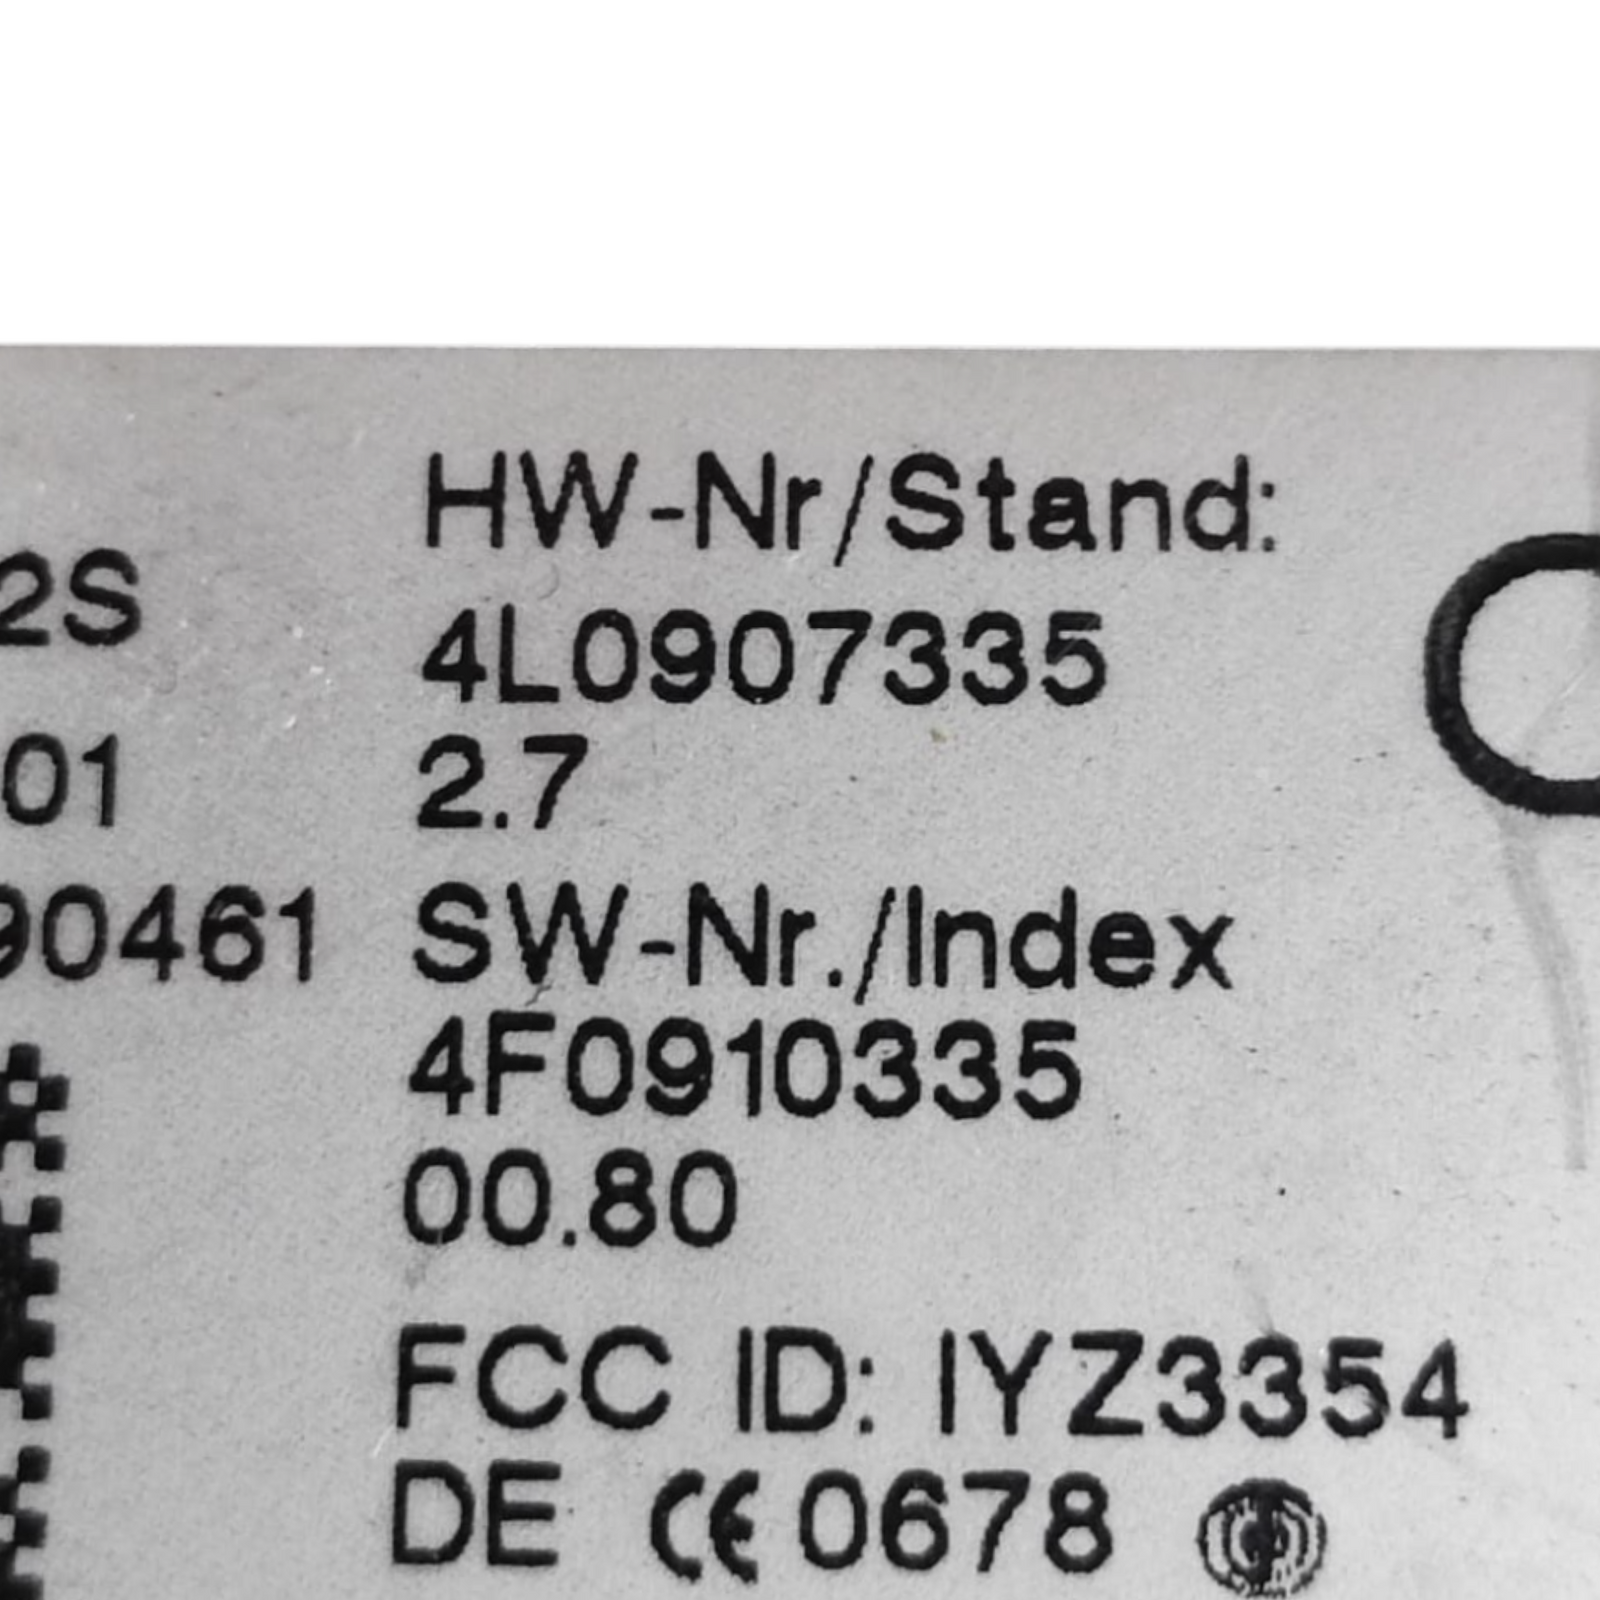 HW-Nr/Stand:
2S
4L0907335
01
2.7
90461
SW-Nr./Index
4F0910335
00.80
FCC ID: IYZ3354
DE CE 0678